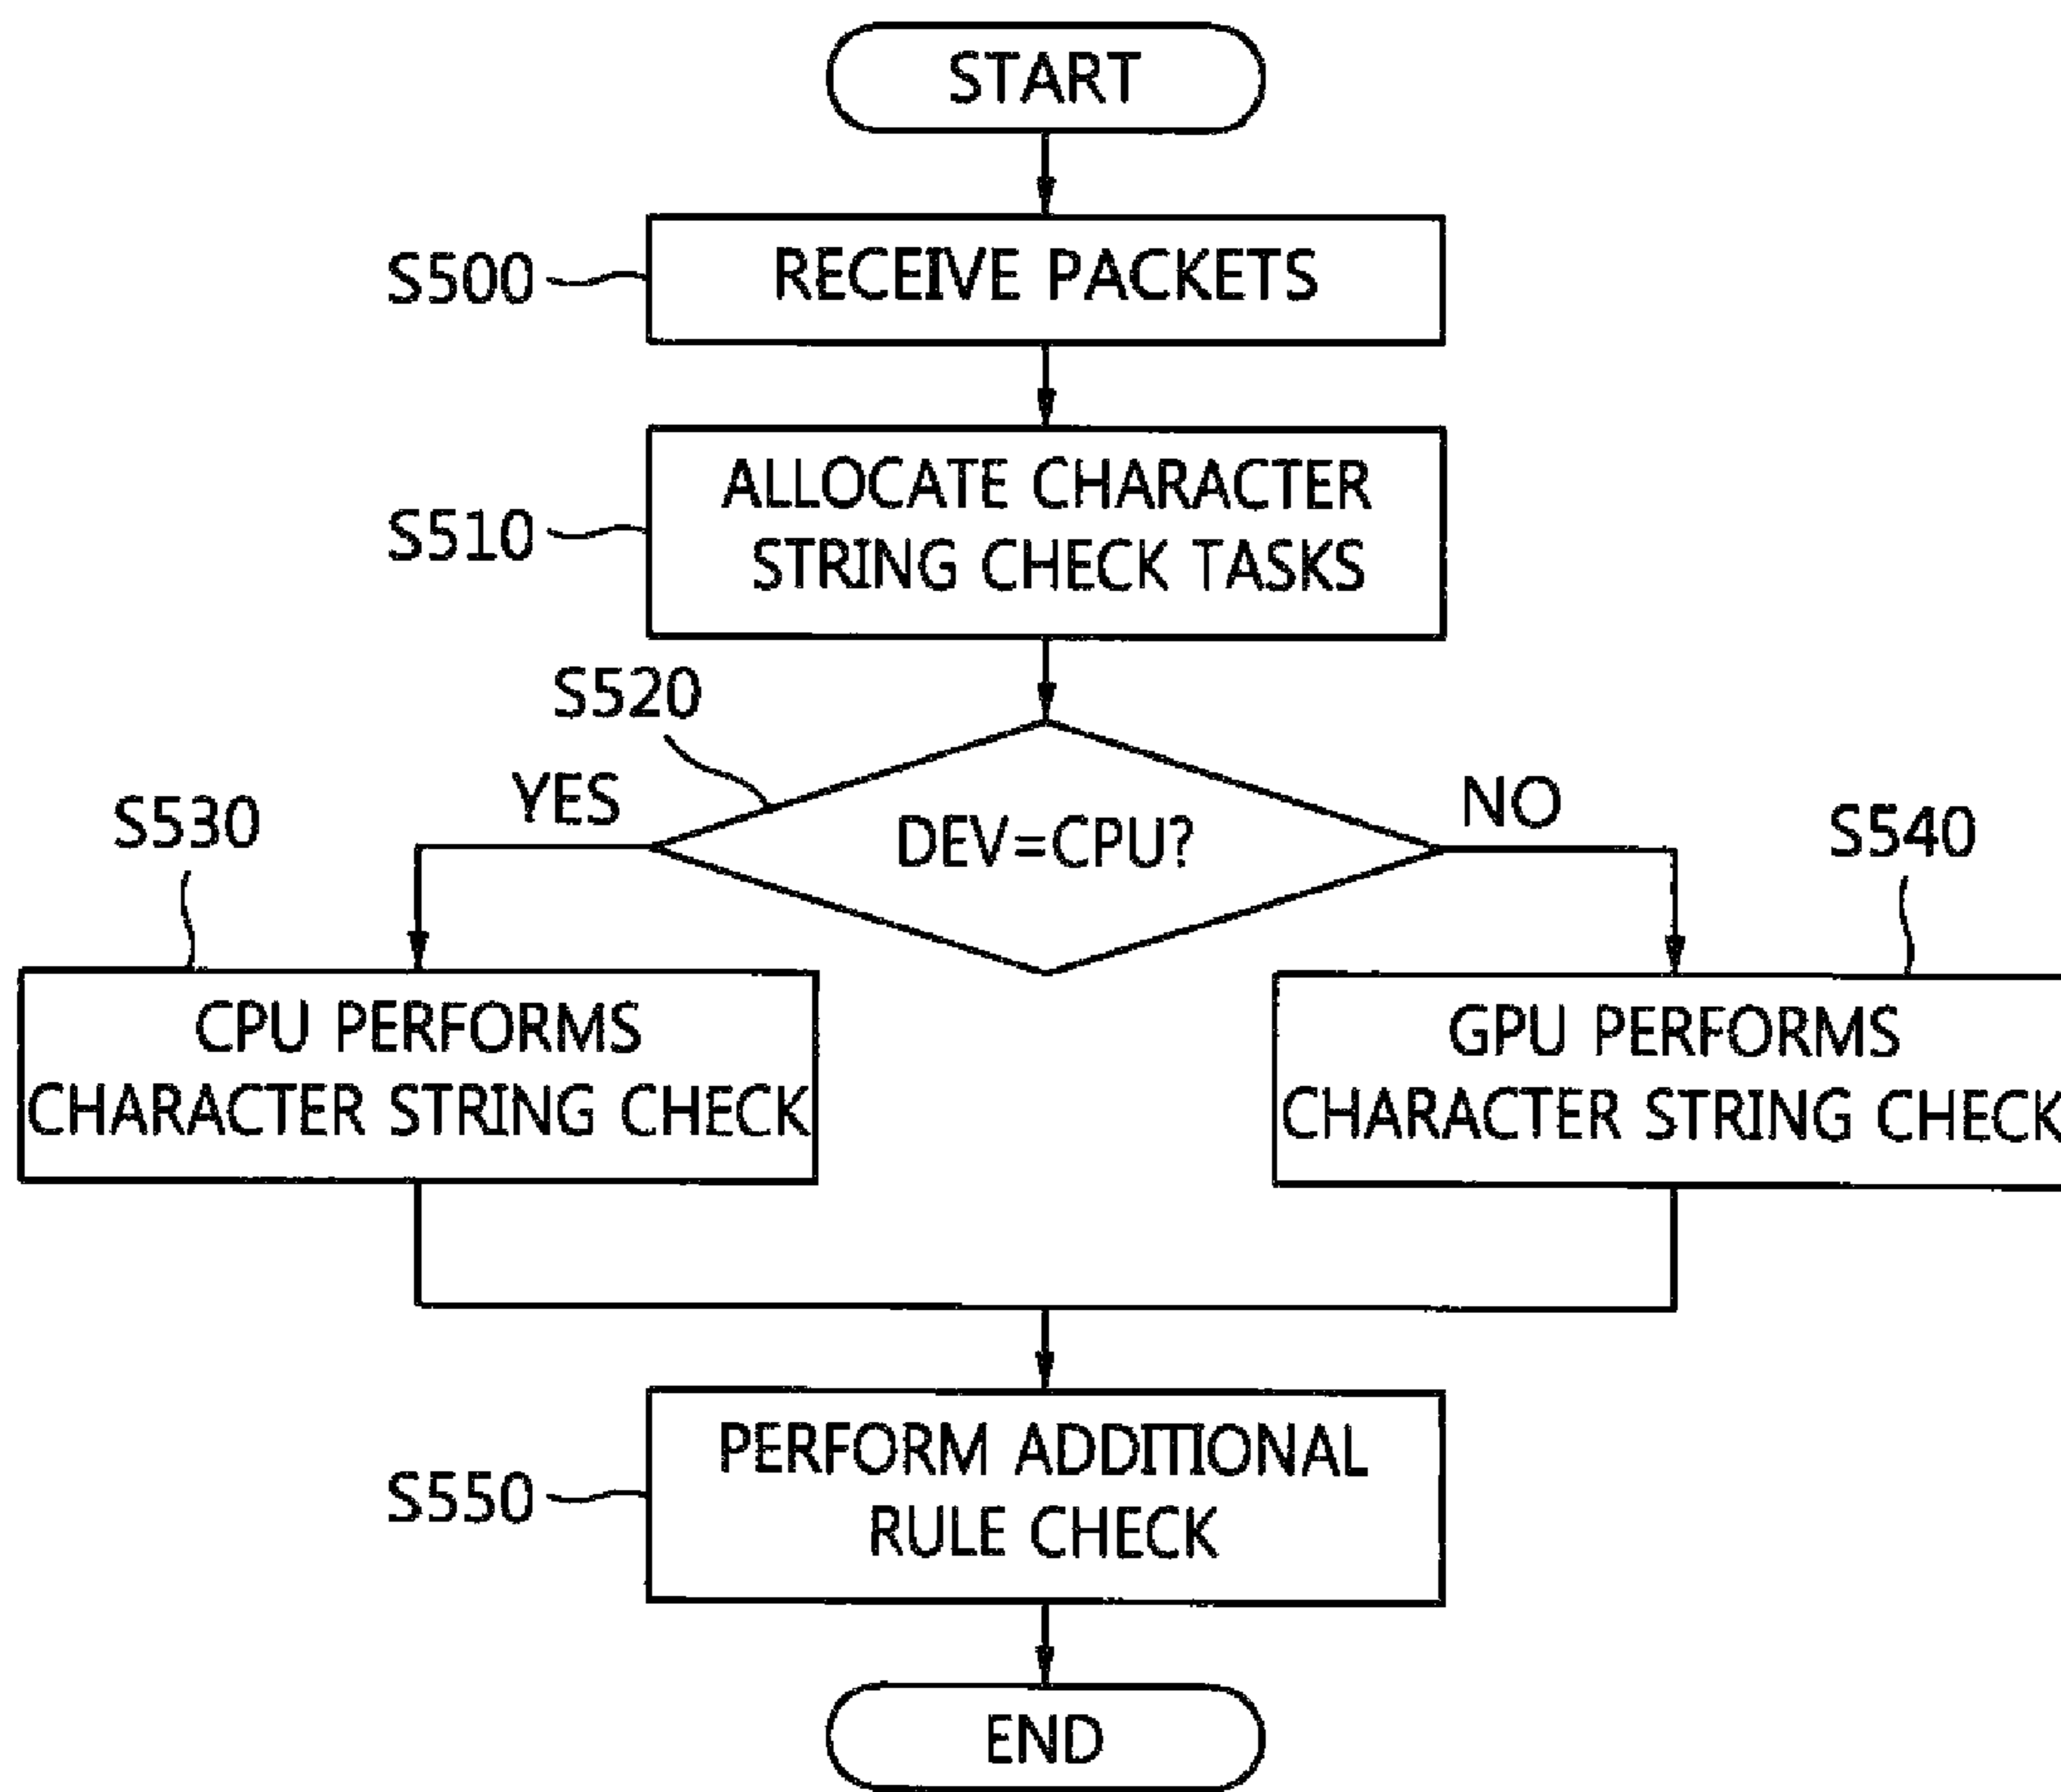 START
S500
RECEIVE PACKETS
S510
ALLOCATE CHARACTER
STRING CHECK TASKS
S520
YES
DEV=CPU?
NO
S530
S540
CPU PERFORMS
CHARACTER STRING CHECK
GPU PERFORMS
CHARACTER STRING CHECK
S550
PERFORM ADDITIONAL
RULE CHECK
END